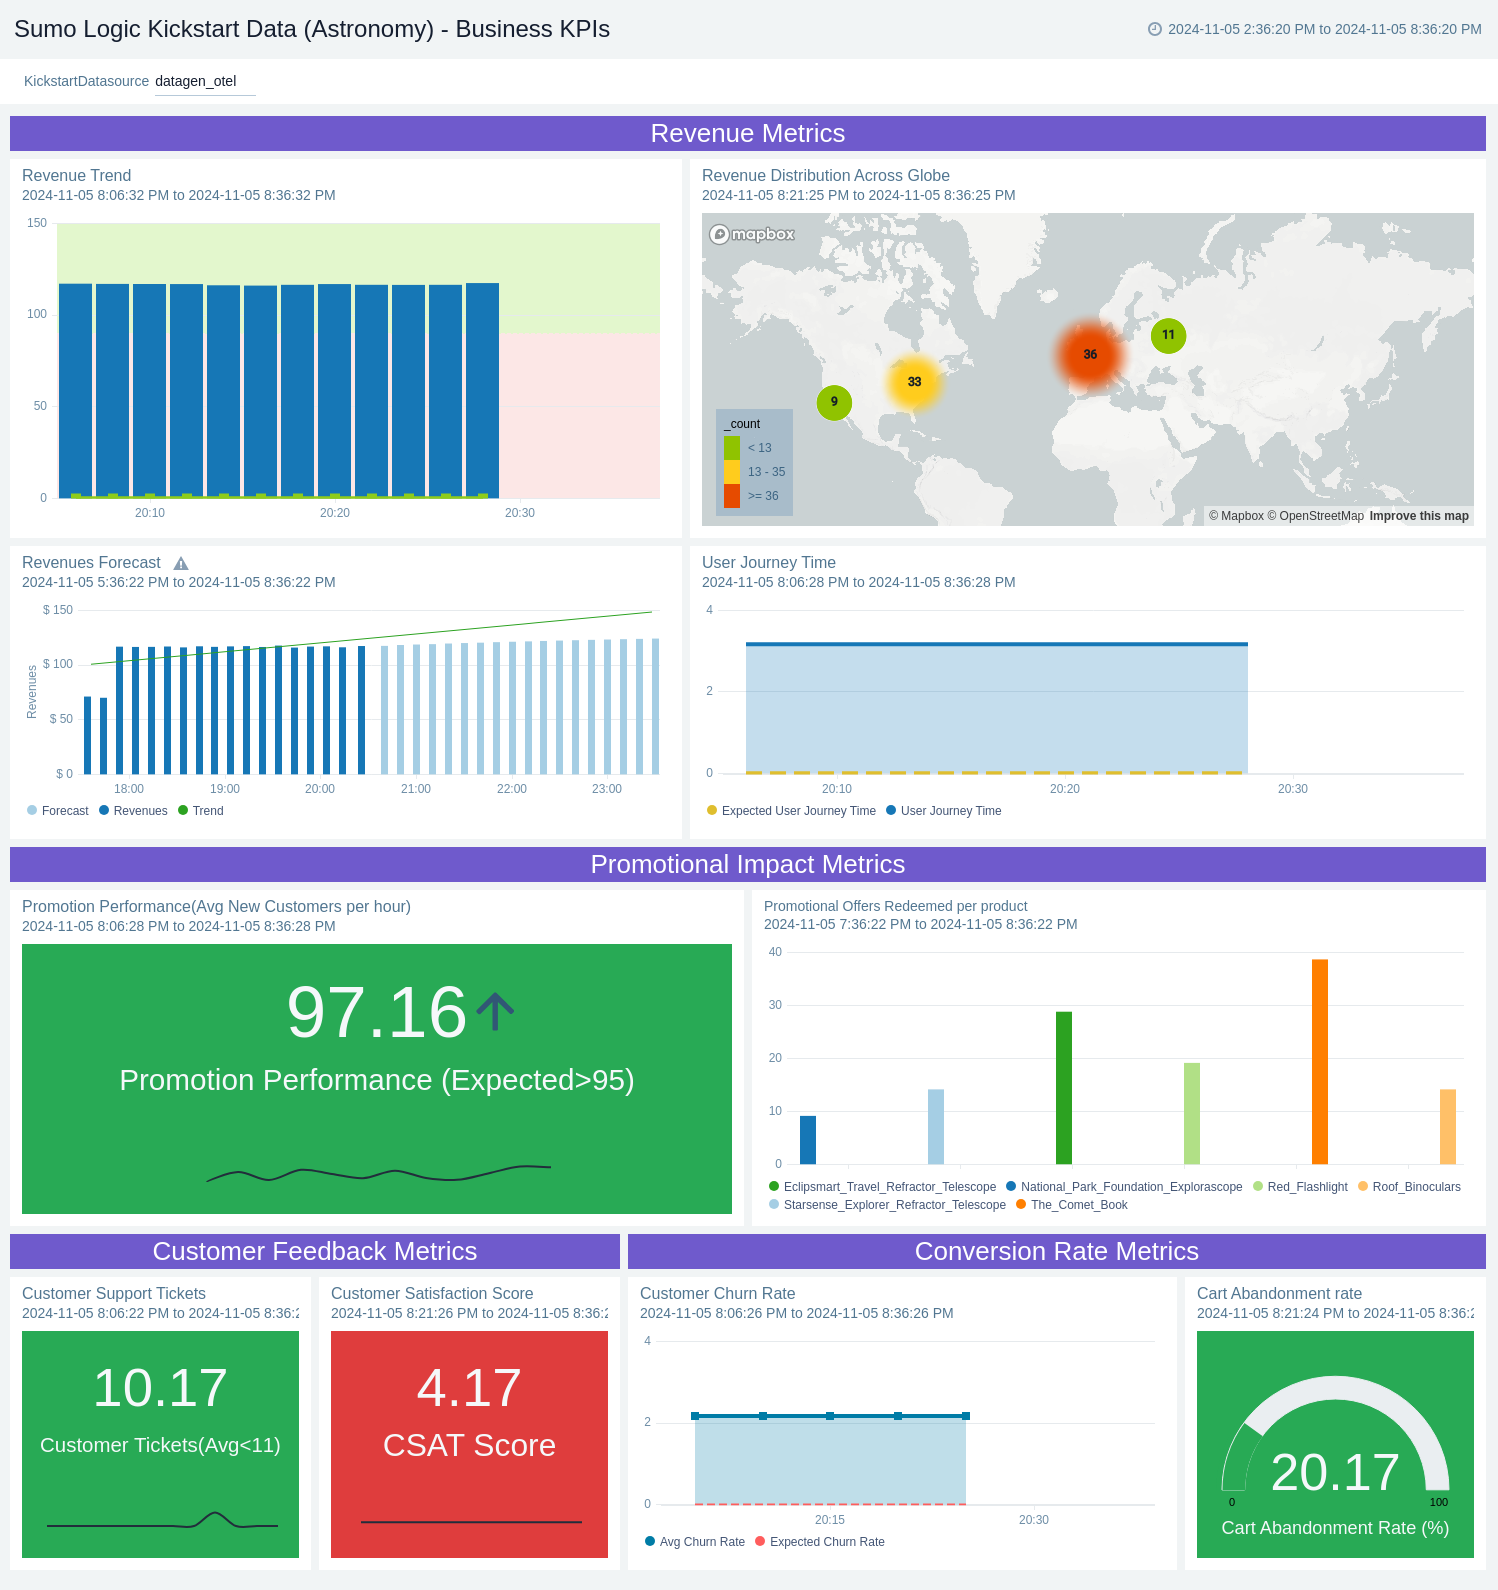 Sumo Logic Kickstart Data (Astronomy) - Business KPIs
2024-11-05 2:36:20 PM to 2024-11-05 8:36:20 PM
KickstartDatasource datagen_otel
Revenue Metrics
Revenue Trend
2024-11-05 8:06:32 PM to 2024-11-05 8:36:32 PM
150
100
50
0
20:10 20:20 20:30
Revenue Distribution Across Globe
2024-11-05 8:21:25 PM to 2024-11-05 8:36:25 PM
mapbox
11
36
33
9
_count
< 13
13 - 35
>= 36
© Mapbox © OpenStreetMap Improve this map
Revenues Forecast
2024-11-05 5:36:22 PM to 2024-11-05 8:36:22 PM
Revenues
$ 150
$ 100
$ 50
$ 0
18:00 19:00 20:00 21:00 22:00 23:00
Forecast Revenues Trend
User Journey Time
2024-11-05 8:06:28 PM to 2024-11-05 8:36:28 PM
4
2
0
20:10 20:20 20:30
Expected User Journey Time User Journey Time
Promotional Impact Metrics
Promotion Performance(Avg New Customers per hour)
2024-11-05 8:06:28 PM to 2024-11-05 8:36:28 PM
97.16
Promotion Performance (Expected>95)
Promotional Offers Redeemed per product
2024-11-05 7:36:22 PM to 2024-11-05 8:36:22 PM
40
30
20
10
0
Eclipsmart_Travel_Refractor_Telescope National_Park_Foundation_Explorascope Red_Flashlight Roof_Binoculars
Starsense_Explorer_Refractor_Telescope The_Comet_Book
Customer Feedback Metrics
Customer Support Tickets
2024-11-05 8:06:22 PM to 2024-11-05 8:36:2
10.17
Customer Tickets(Avg<11)
Customer Satisfaction Score
2024-11-05 8:21:26 PM to 2024-11-05 8:36:2
4.17
CSAT Score
Conversion Rate Metrics
Customer Churn Rate
2024-11-05 8:06:26 PM to 2024-11-05 8:36:26 PM
4
2
0
20:15 20:30
Avg Churn Rate Expected Churn Rate
Cart Abandonment rate
2024-11-05 8:21:24 PM to 2024-11-05 8:36:2
20.17
0 100
Cart Abandonment Rate (%)